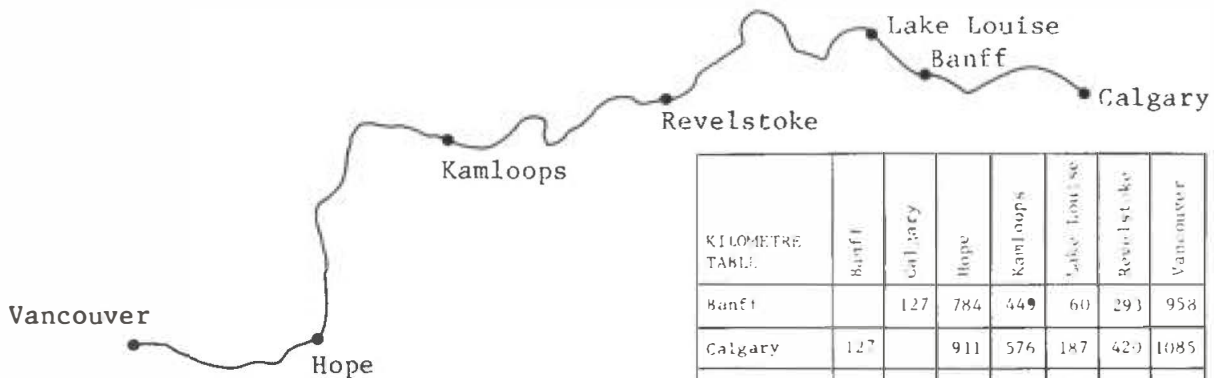 Lake Louise
Banff
Calgary
Revelstoke
Kamloops
Vancouver
Hope
KILOMETRE TABLE Banff Calgary Hope Kamloops Lake Louise Revelstoke Vancouver
Banff 127 784 449 60 293 958
Calgary 127 911 576 187 420 1085